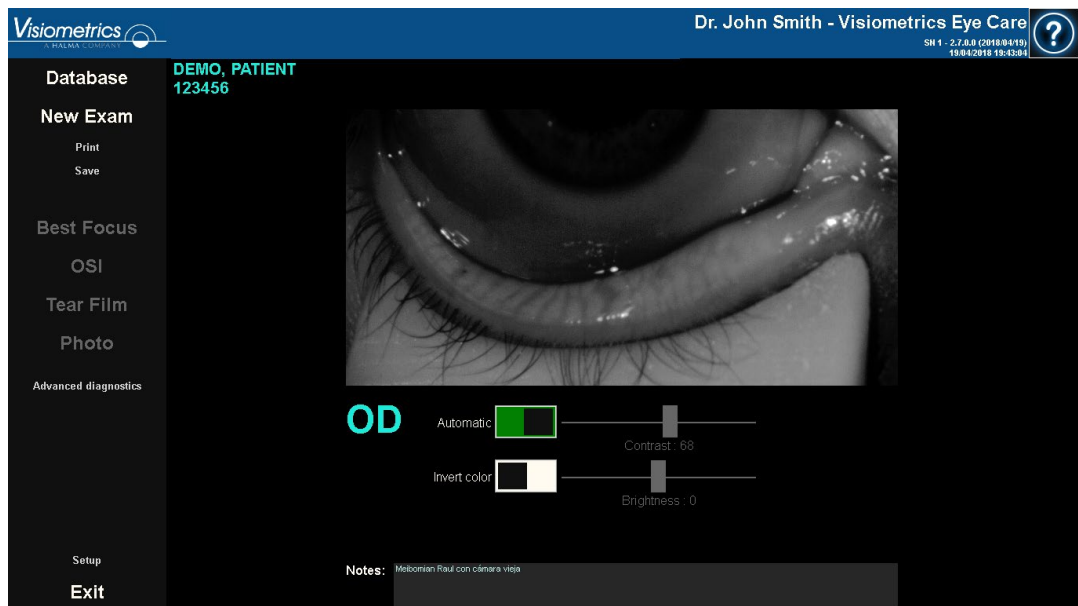 Visiometrics
A HALMA COMPANY
Dr. John Smith - Visiometrics Eye Care
SH 1 - 2.7.0.0 (2018/04/19)
19/04/2018 19:43:04
?
Database
New Exam
Print
Save
Best Focus
OSI
Tear Film
Photo
Advanced diagnostics
Setup
Exit
DEMO, PATIENT
123456
OD
Automatic
Contrast : 68
Invert color
Brightness : 0
Notes:
Meibomian Raul con cámara vieja